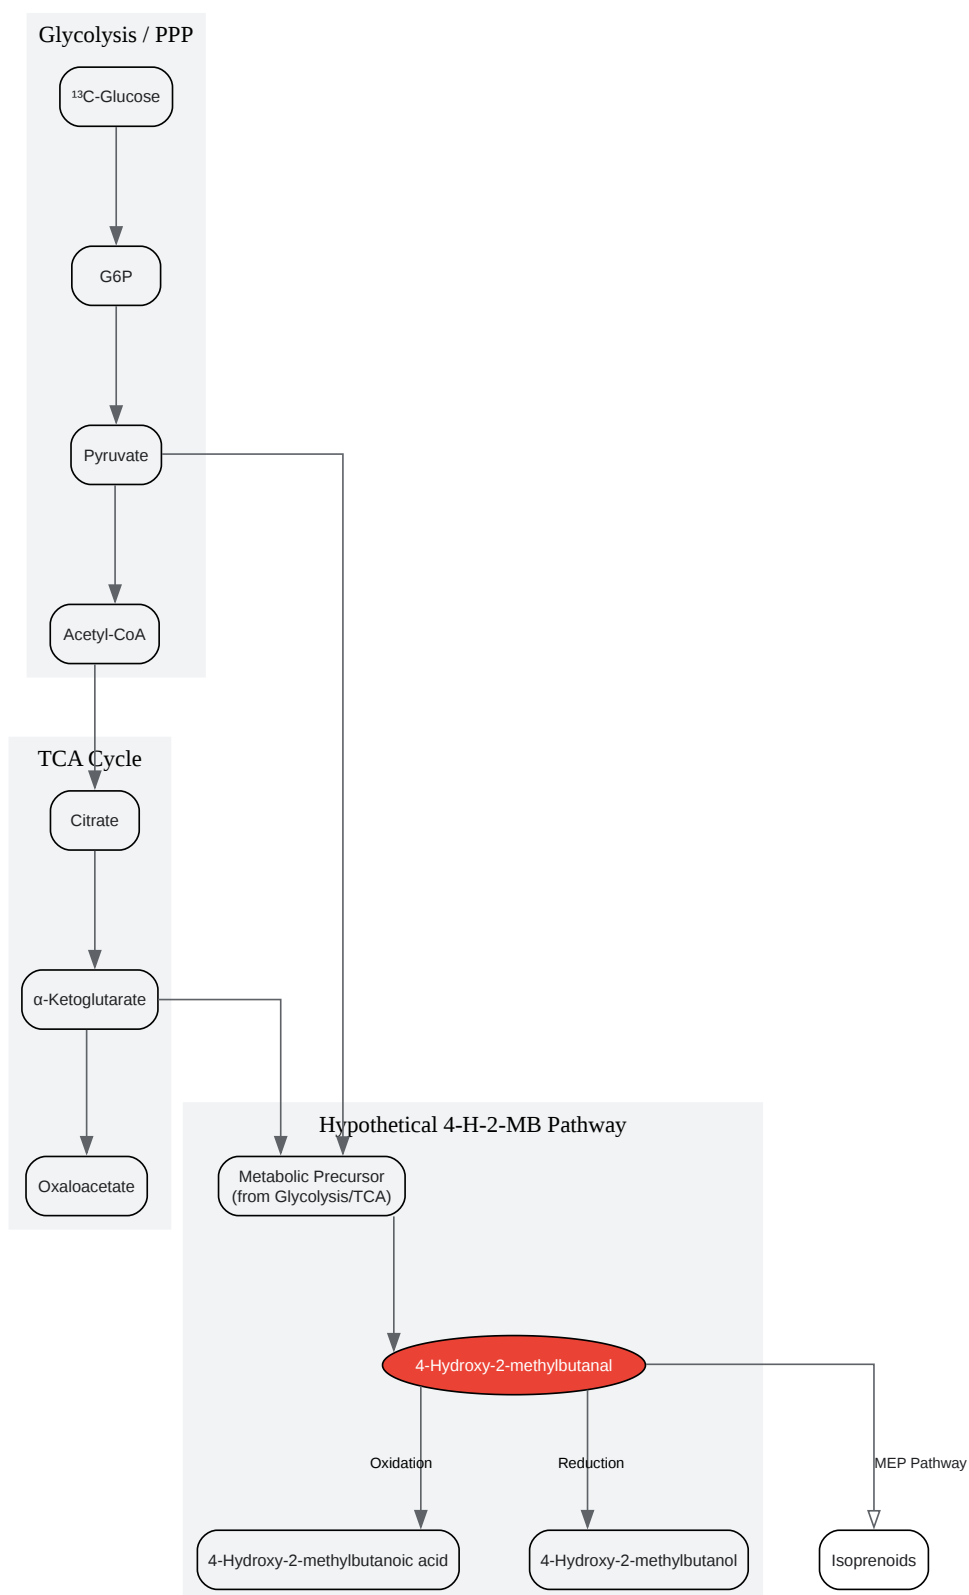 Glycolysis / PPP
¹³C-Glucose
G6P
Pyruvate
Acetyl-CoA
TCA Cycle
Citrate
α-Ketoglutarate
Oxaloacetate
Hypothetical 4-H-2-MB Pathway
Metabolic Precursor
(from Glycolysis/TCA)
4-Hydroxy-2-methylbutanal
Oxidation
Reduction
MEP Pathway
4-Hydroxy-2-methylbutanoic acid
4-Hydroxy-2-methylbutanol
Isoprenoids